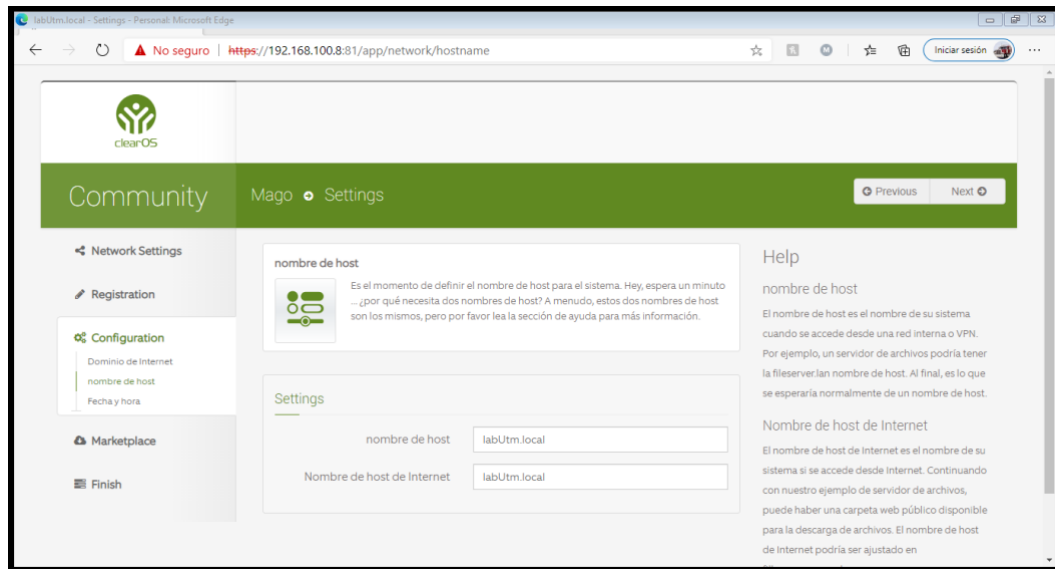 labUtm.local - Settings - Personal: Microsoft Edge
No seguro | https://192.168.100.8:81/app/network/hostname
Iniciar sesión
clearOS
Community
Mago Settings
Previous Next
Network Settings
Registration
Configuration
Dominio de Internet
nombre de host
Fecha y hora
Marketplace
Finish
nombre de host
Es el momento de definir el nombre de host para el sistema. Hey, espera un minuto
... ¿por qué necesita dos nombres de host? A menudo, estos dos nombres de host
son los mismos, pero por favor lea la sección de ayuda para más información.
Settings
nombre de host labUtm.local
Nombre de host de Internet labUtm.local
Help
nombre de host
El nombre de host es el nombre de su sistema
cuando se accede desde una red interna o VPN.
Por ejemplo, un servidor de archivos podría tener
la fileserver.lan nombre de host. Al final, es lo que
se esperaría normalmente de un nombre de host.
Nombre de host de Internet
El nombre de host de Internet es el nombre de su
sistema si se accede desde Internet. Continuando
con nuestro ejemplo de servidor de archivos,
puede haber una carpeta web público disponible
para la descarga de archivos. El nombre de host
de Internet podría ser ajustado en